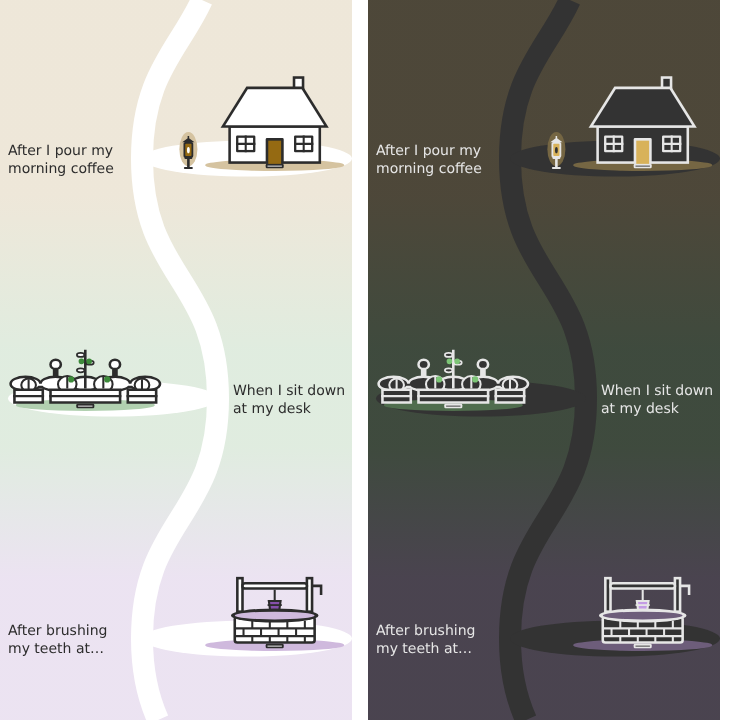 After I pour my
morning coffee
When I sit down
at my desk
After brushing
my teeth at…
After I pour my
morning coffee
When I sit down
at my desk
After brushing
my teeth at…